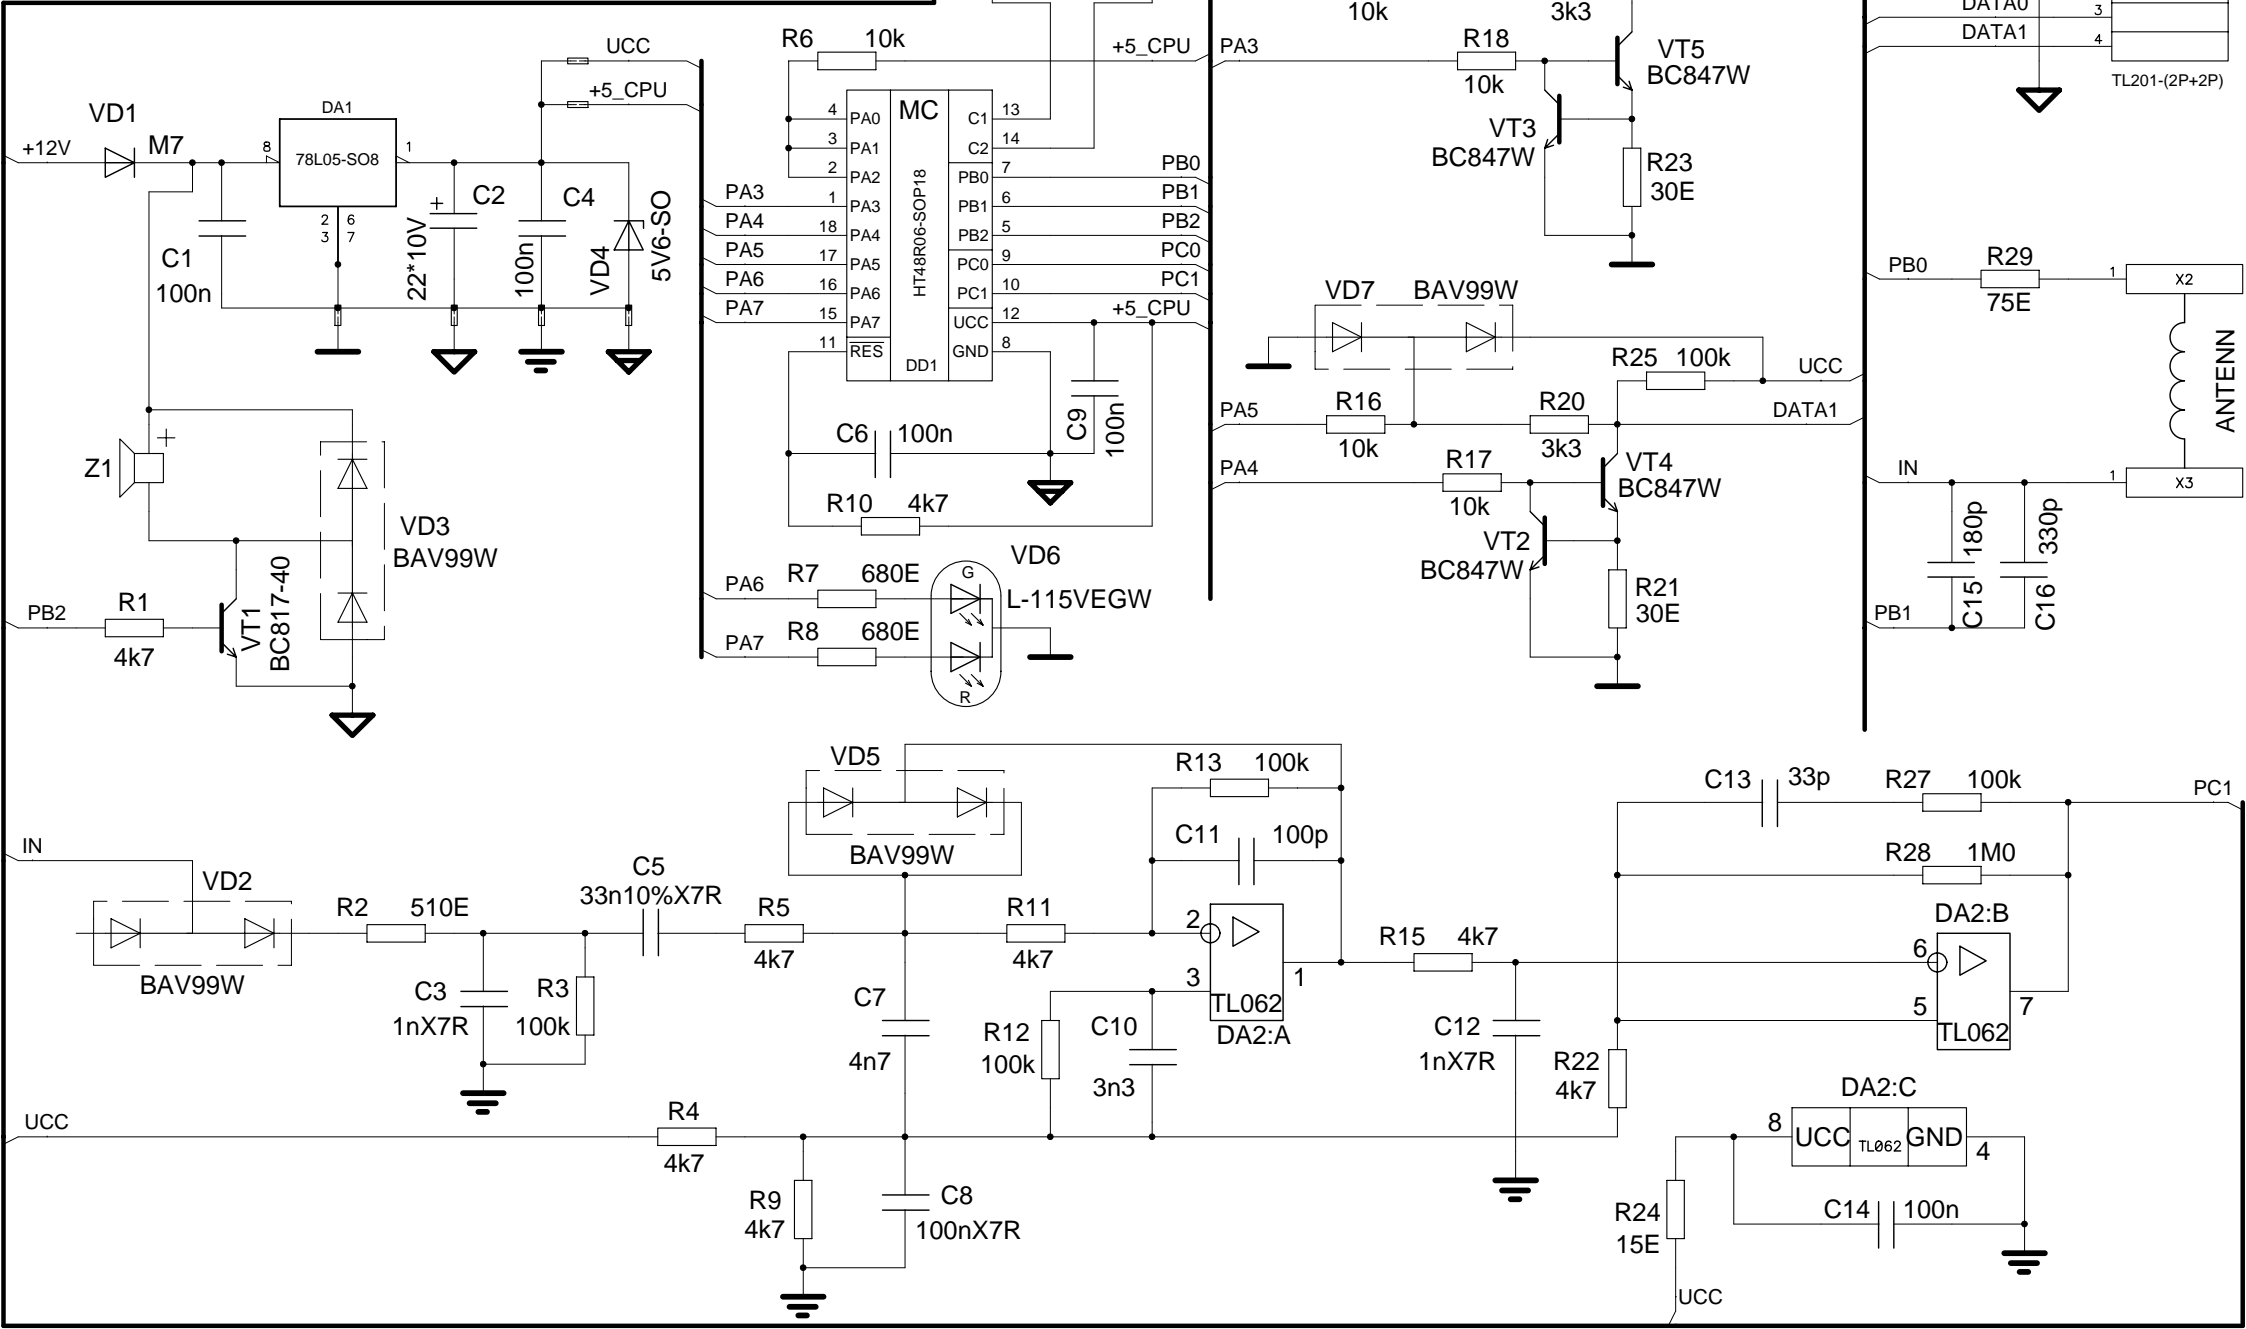 10k
3k3
DATA0
3
DATA1
4
TL201-(2P+2P)
UCC
+5_CPU
R6
10k
+5_CPU
PA3
R18
10k
VT5
BC847W
VT3
BC847W
R23
30E
VD1
M7
+12V
DA1
8
78L05-SO8
1
2 6
3 7
C1
100n
+
C2
22*10V
C4
100n
VD4
5V6-SO
PA3
PA4
PA5
PA6
PA7
MC
HT48R06-SOP18
DD1
4 PA0
3 PA1
2 PA2
1 PA3
18 PA4
17 PA5
16 PA6
15 PA7
11 RES
C1 13
C2 14
PB0 7
PB1 6
PB2 5
PC0 9
PC1 10
UCC 12
GND 8
PB0
PB1
PB2
PC0
PC1
+5_CPU
C6
100n
C9
100n
R10
4k7
PA6
R7
680E
PA7
R8
680E
G
R
VD6
L-115VEGW
VD7
BAV99W
R25
100k
UCC
PA5
R16
10k
R20
3k3
DATA1
PA4
R17
10k
VT4
BC847W
VT2
BC847W
R21
30E
PB0
R29
75E
1
X2
ANTENN
IN
1
X3
C15
180p
C16
330p
PB1
Z1
+
VD3
BAV99W
PB2
R1
4k7
VT1
BC817-40
IN
VD2
BAV99W
R2
510E
C3
1nX7R
R3
100k
C5
33n10%X7R
R5
4k7
VD5
BAV99W
R11
4k7
C7
4n7
R13
100k
C11
100p
2
3
1
TL062
DA2:A
R12
100k
C10
3n3
R15
4k7
C12
1nX7R
C13
33p
R27
100k
PC1
R28
1M0
DA2:B
6
5
7
TL062
R22
4k7
UCC
R4
4k7
R9
4k7
C8
100nX7R
DA2:C
8
UCC
TL062
GND
4
R24
15E
C14
100n
UCC